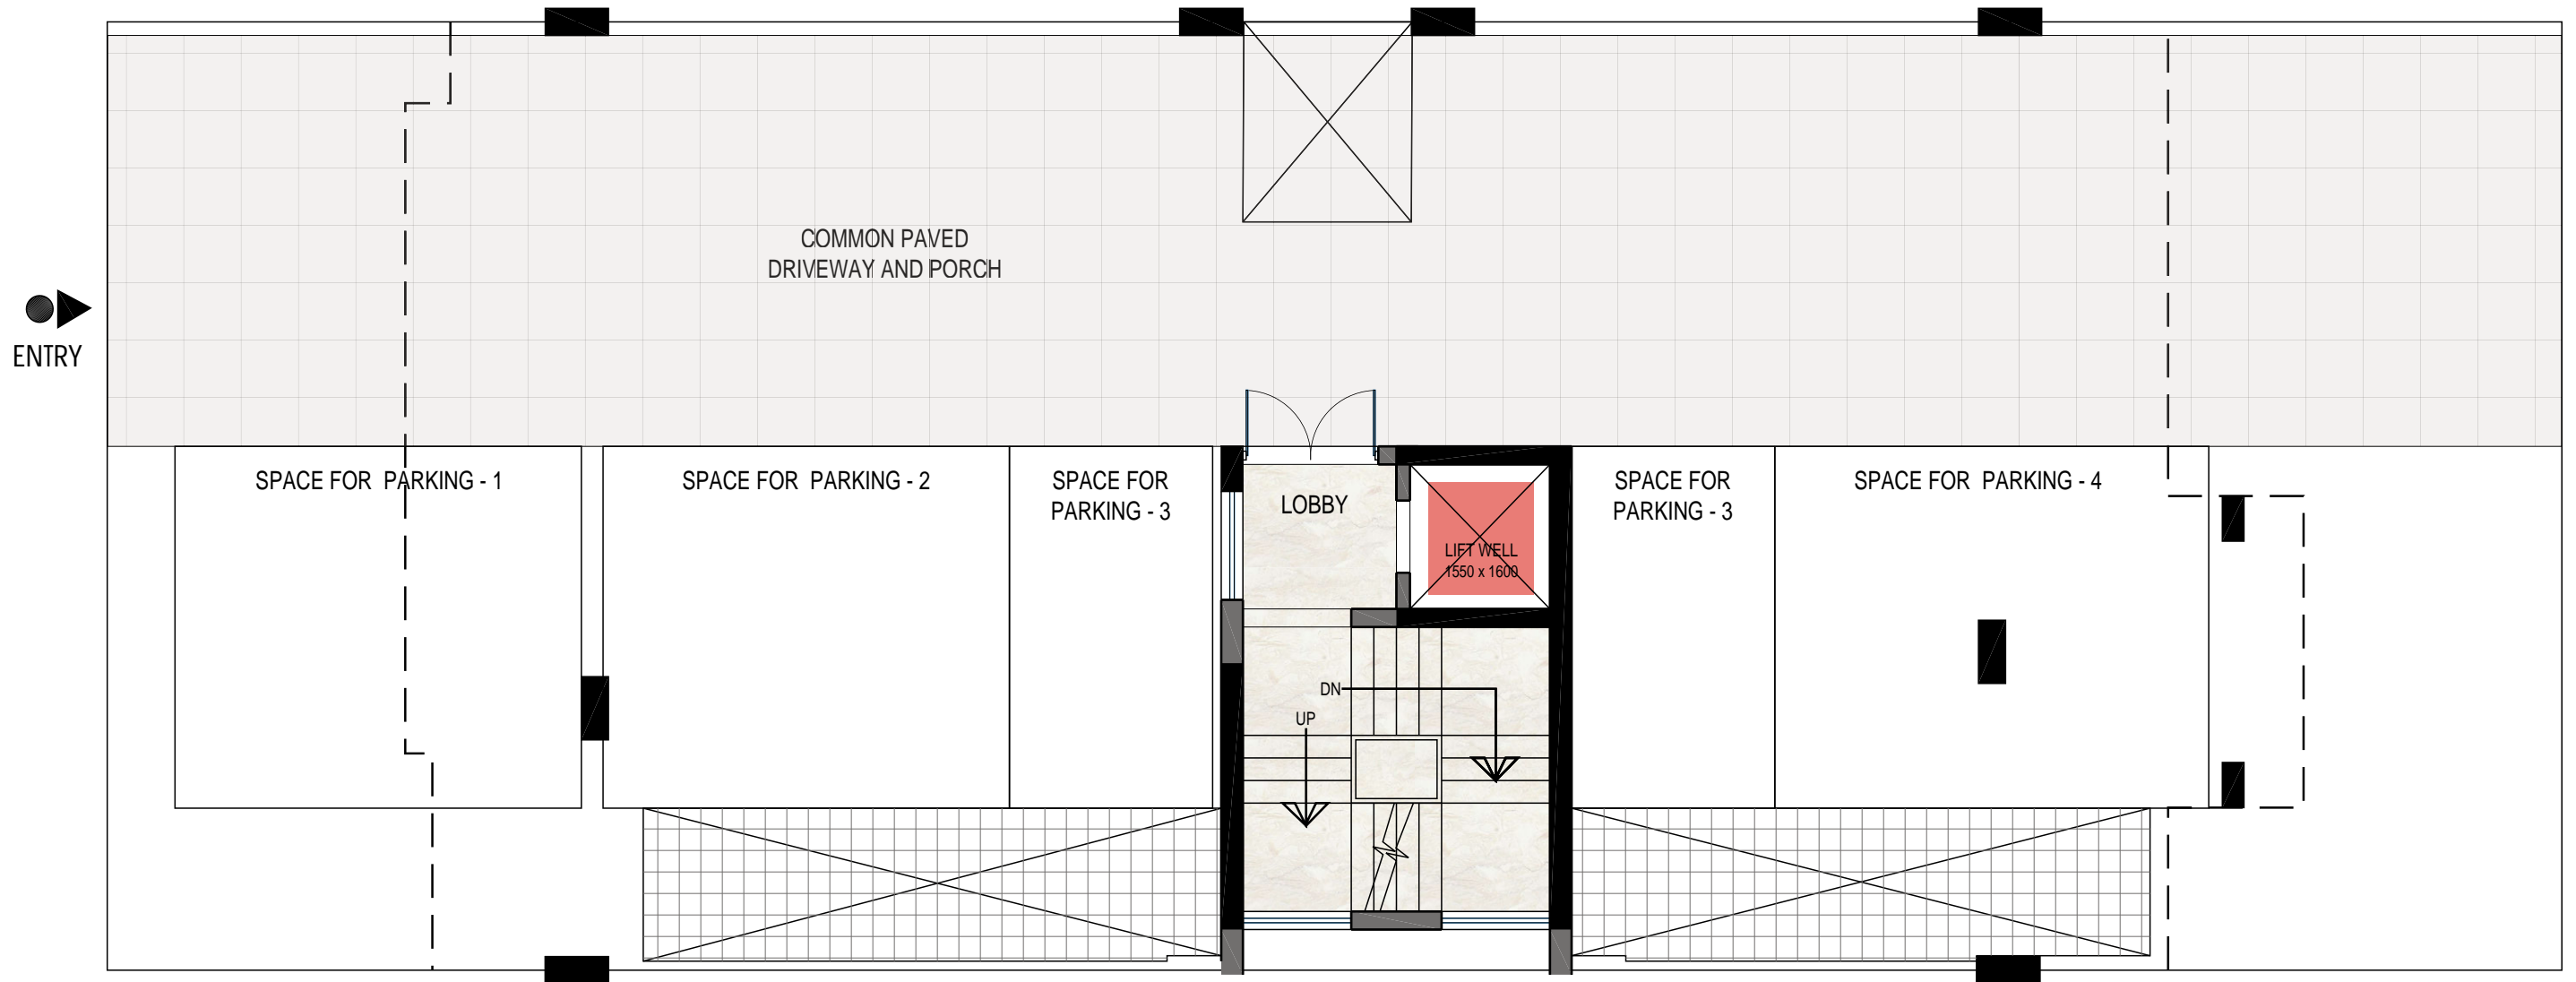 COMMON PAVED
DRIVEWAY AND PORCH
ENTRY
SPACE FOR PARKING - 1
SPACE FOR PARKING - 2
SPACE FOR
PARKING - 3
LOBBY
LIFT WELL
1550 x 1600
SPACE FOR
PARKING - 3
SPACE FOR PARKING - 4
DN
UP